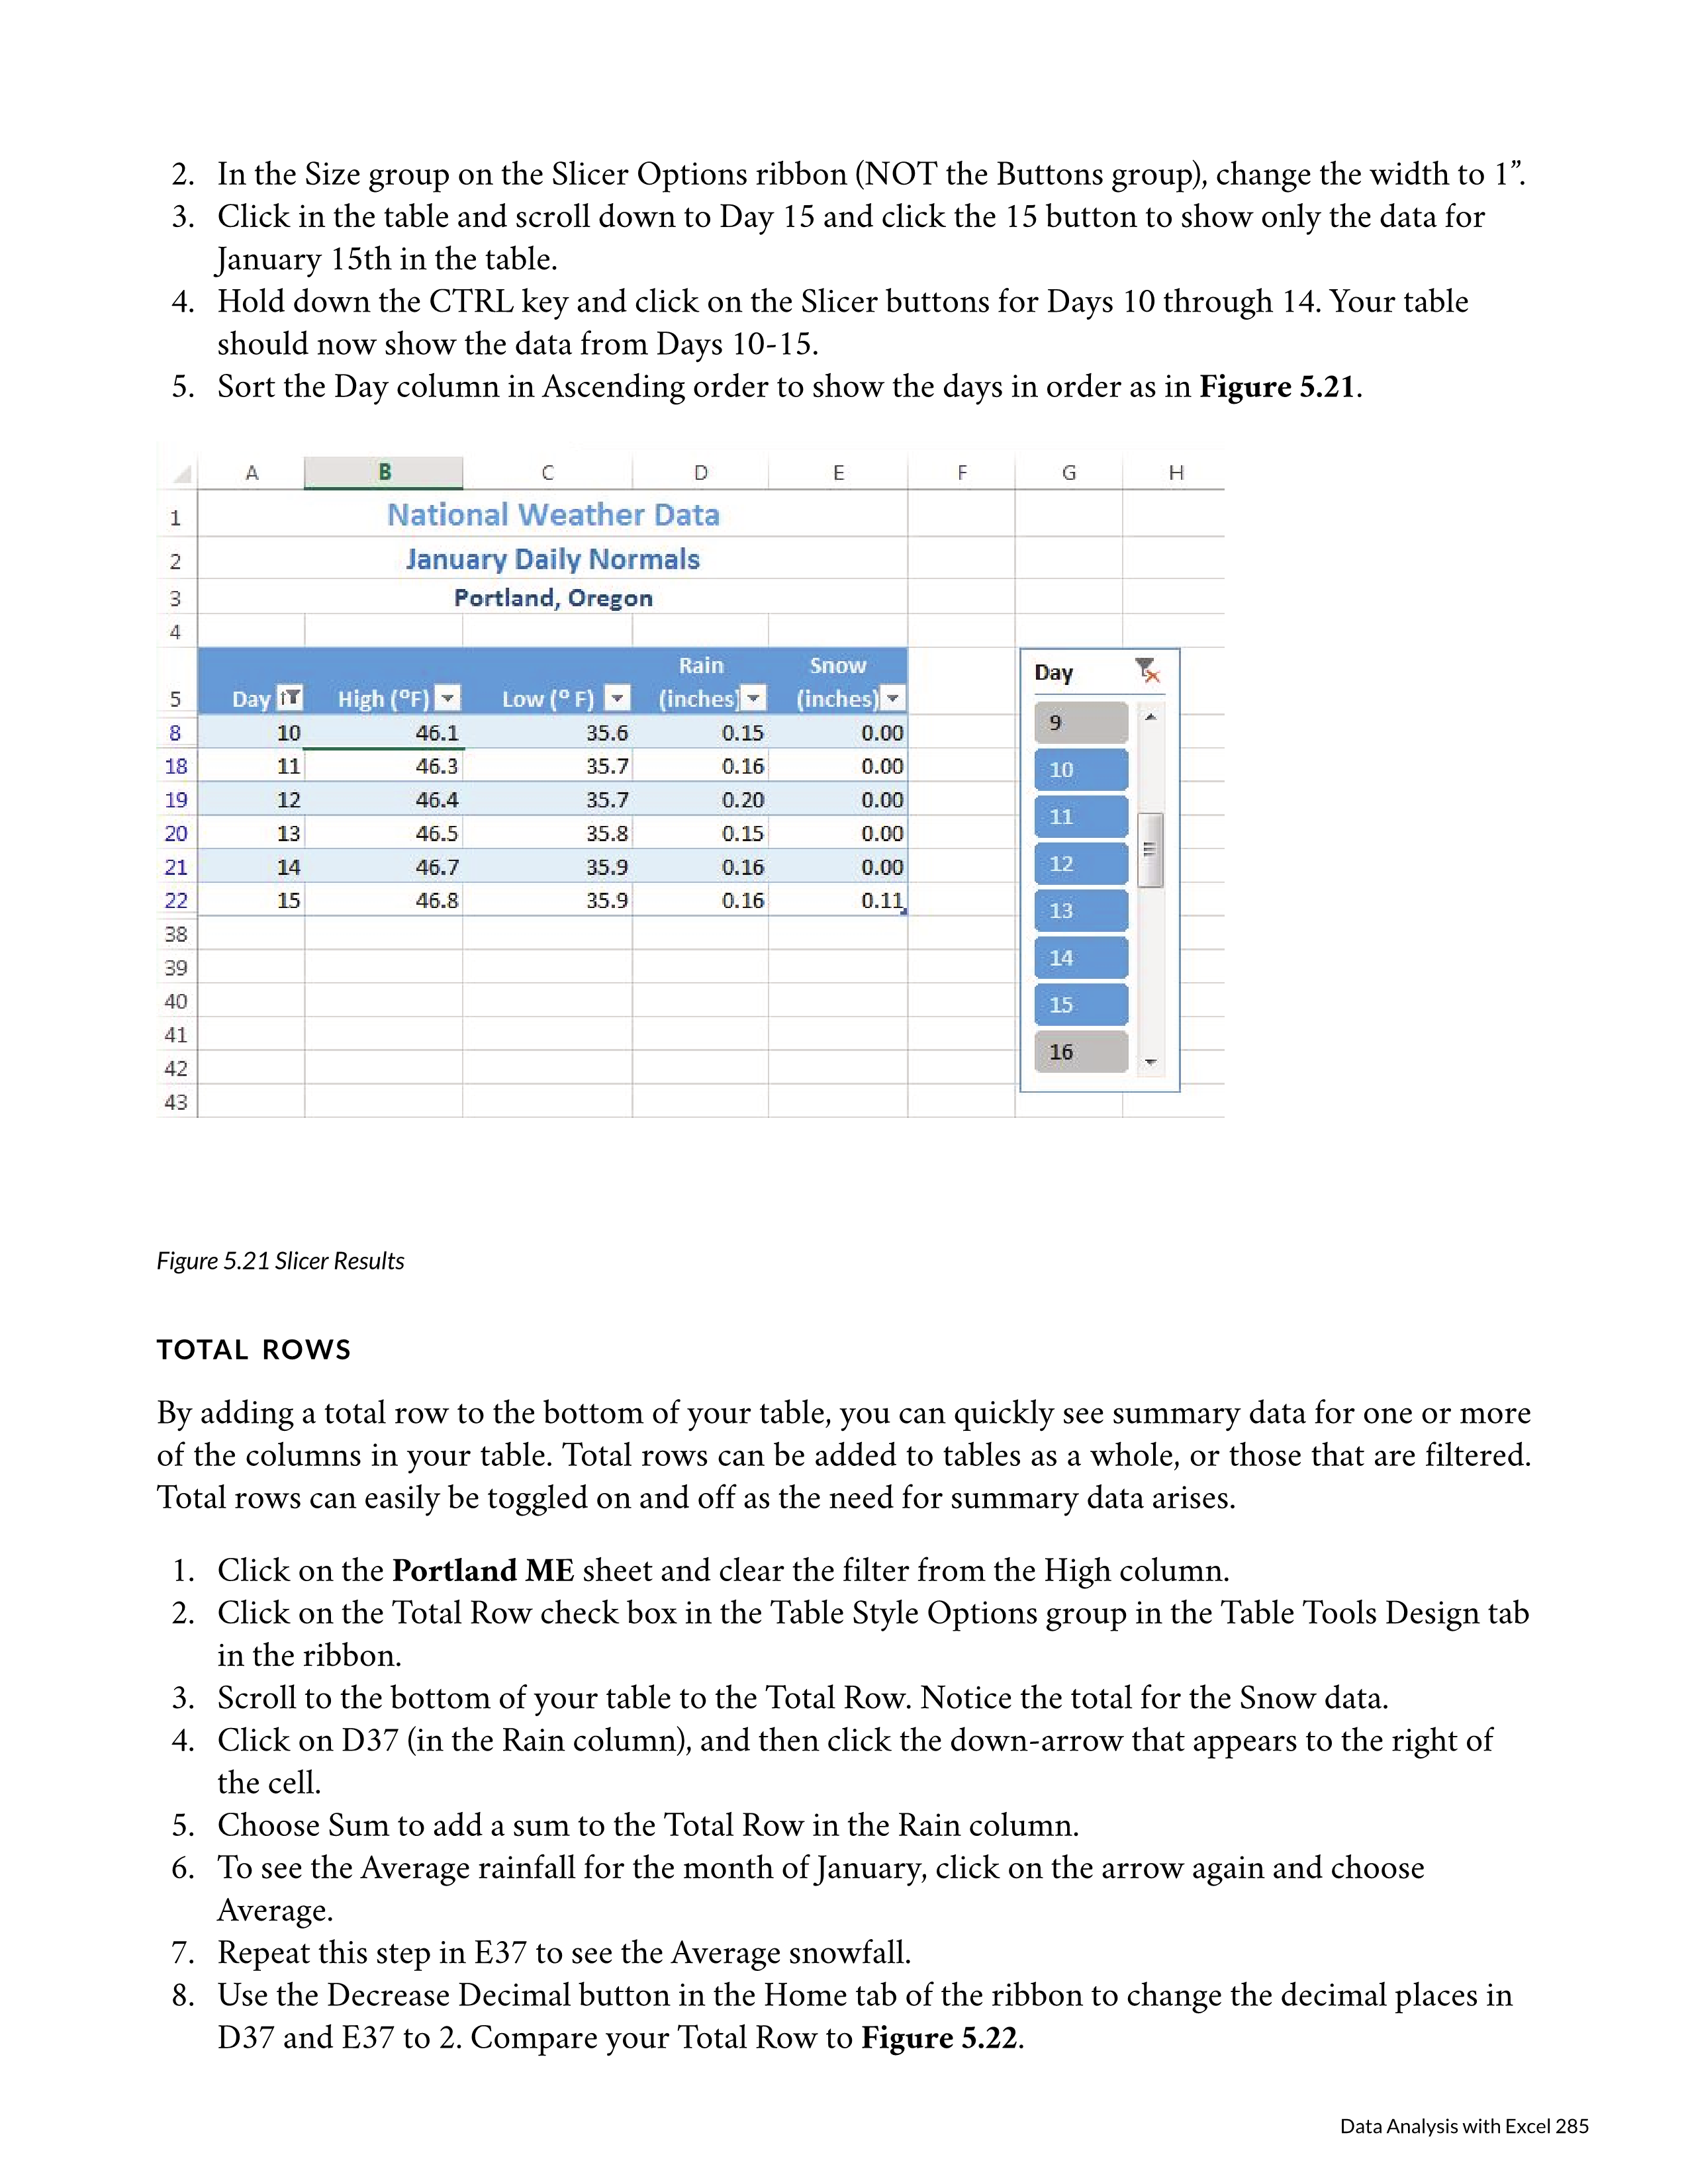 2. In the Size group on the Slicer Options ribbon (NOT the Buttons group), change the width to 1”.
3. Click in the table and scroll down to Day 15 and click the 15 button to show only the data for
January 15th in the table.
4. Hold down the CTRL key and click on the Slicer buttons for Days 10 through 14. Your table
should now show the data from Days 10-15.
5. Sort the Day column in Ascending order to show the days in order as in Figure 5.21.
A B C D E F G H
1 National Weather Data
2 January Daily Normals
3 Portland, Oregon
4
Rain Snow
5 Day High (°F) Low (° F) (inches) (inches)
8 10 46.1 35.6 0.15 0.00
18 11 46.3 35.7 0.16 0.00
19 12 46.4 35.7 0.20 0.00
20 13 46.5 35.8 0.15 0.00
21 14 46.7 35.9 0.16 0.00
22 15 46.8 35.9 0.16 0.11
38
39
40
41
42
43
Day
9
10
11
12
13
14
15
16
Figure 5.21 Slicer Results
TOTAL ROWS
By adding a total row to the bottom of your table, you can quickly see summary data for one or more
of the columns in your table. Total rows can be added to tables as a whole, or those that are filtered.
Total rows can easily be toggled on and off as the need for summary data arises.
1. Click on the Portland ME sheet and clear the filter from the High column.
2. Click on the Total Row check box in the Table Style Options group in the Table Tools Design tab
in the ribbon.
3. Scroll to the bottom of your table to the Total Row. Notice the total for the Snow data.
4. Click on D37 (in the Rain column), and then click the down-arrow that appears to the right of
the cell.
5. Choose Sum to add a sum to the Total Row in the Rain column.
6. To see the Average rainfall for the month of January, click on the arrow again and choose
Average.
7. Repeat this step in E37 to see the Average snowfall.
8. Use the Decrease Decimal button in the Home tab of the ribbon to change the decimal places in
D37 and E37 to 2. Compare your Total Row to Figure 5.22.
Data Analysis with Excel 285